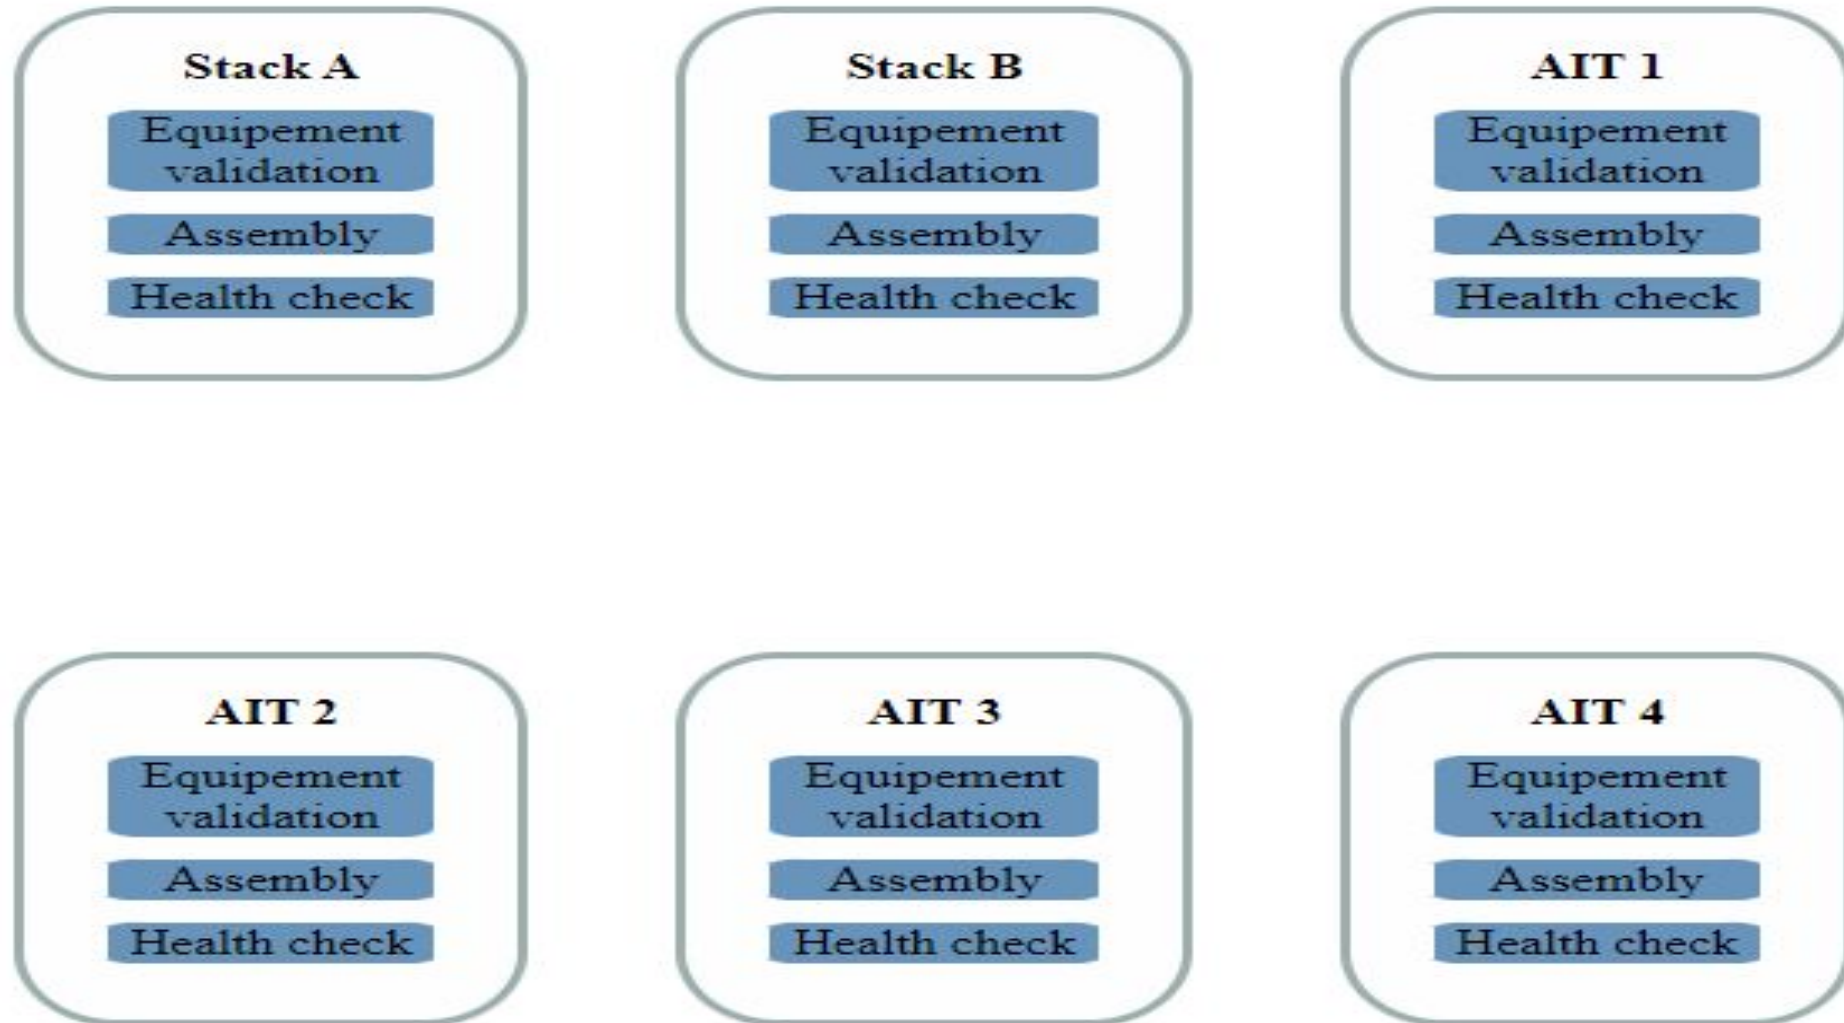 Stack A
Equipement
validation
Assembly
Health check
Stack B
Equipement
validation
Assembly
Health check
AIT 1
Equipement
validation
Assembly
Health check
AIT 2
Equipement
validation
Assembly
Health check
AIT 3
Equipement
validation
Assembly
Health check
AIT 4
Equipement
validation
Assembly
Health check